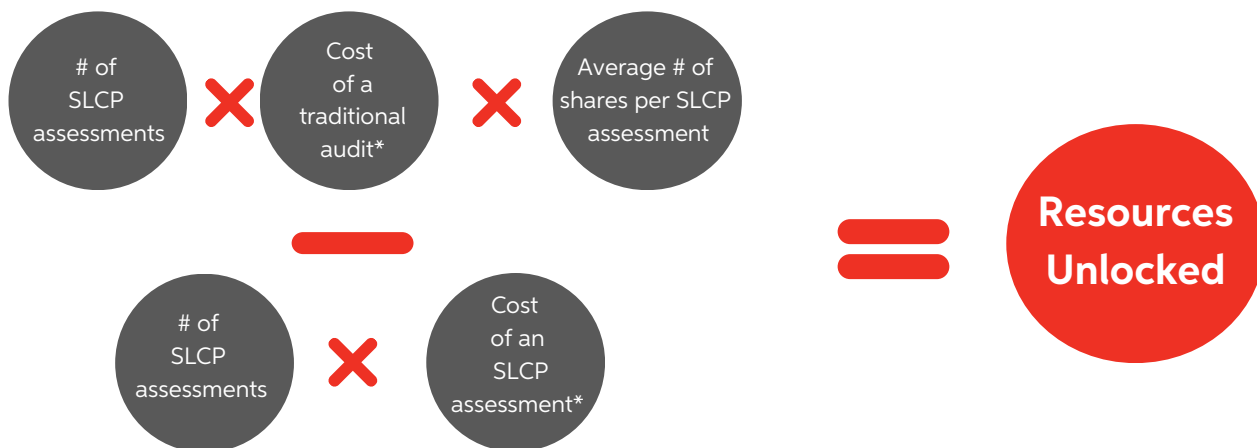 # of
SLCP
assessments
Cost
of a
traditional
audit*
Average # of
shares per SLCP
assessment
# of
SLCP
assessments
Cost
of an
SLCP
assessment*
Resources
Unlocked